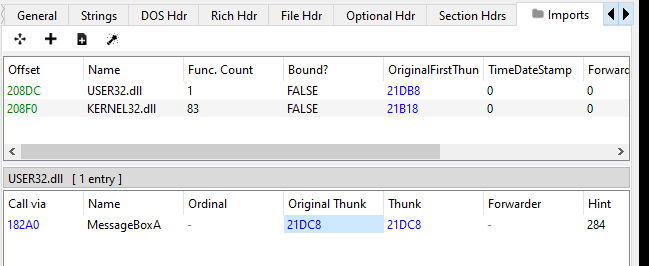 General Strings DOS Hdr Rich Hdr File Hdr Optional Hdr Section Hdrs Imports
Offset Name Func. Count Bound? OriginalFirstThun TimeDateStamp Forward
208DC USER32.dll 1 FALSE 21DB8 0 0
208F0 KERNEL32.dll 83 FALSE 21B18 0 0
USER32.dll [ 1 entry ]
Call via Name Ordinal Original Thunk Thunk Forwarder Hint
182A0 MessageBoxA - 21DC8 21DC8 - 284